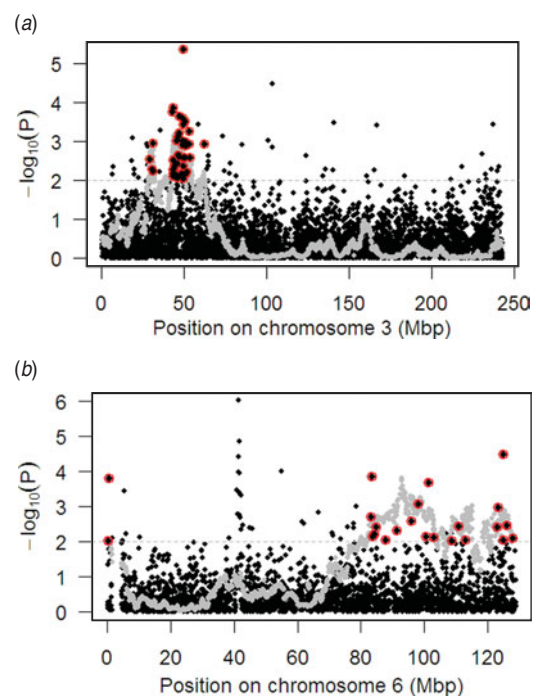 (a)
5
4
3
2
1
0
−log10(P)
0 50 100 150 200 250
Position on chromosome 3 (Mbp)
(b)
6
5
4
3
2
1
0
−log10(P)
0 20 40 60 80 100 120
Position on chromosome 6 (Mbp)